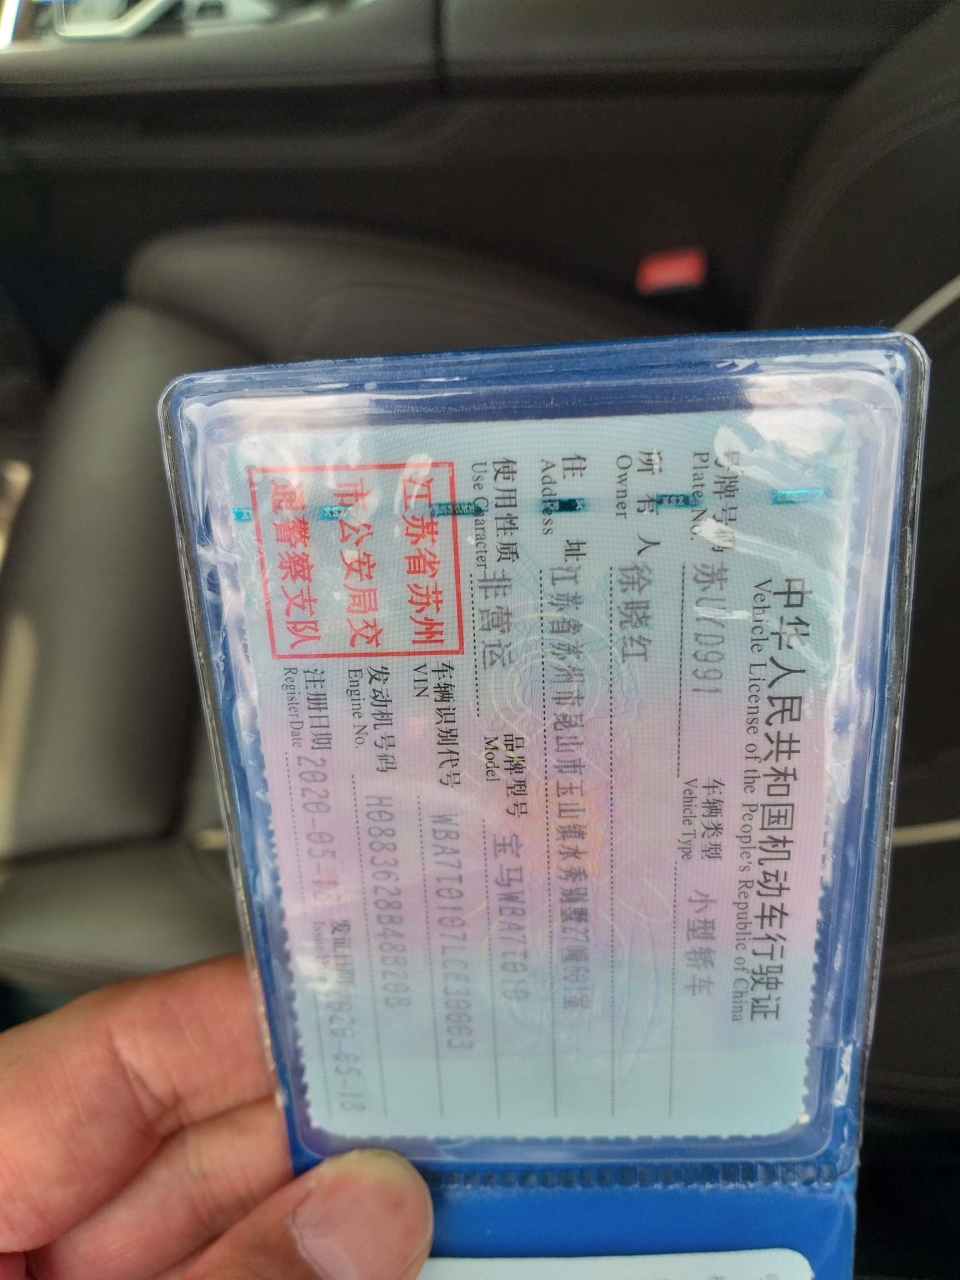 中华人民共和国机动车行驶证
Vehicle License of the People's Republic of China
号牌号码
Plate No.
车辆类型 小型轿车
Vehicle Type
所有人 徐晓红
Owner
住址 江苏省苏州市昆山市玉山镇水秀别墅
Address
使用性质 非营运
Use Character
品牌型号 宝马WBA7T010
Model
江苏省苏州
市公安局交
通警察支队
车辆识别代号
VIN
发动机号码 H0883628B48B20B
Engine No.
注册日期 2020-05-18
Register Date
发证日期 2020-05-18
Issue Date